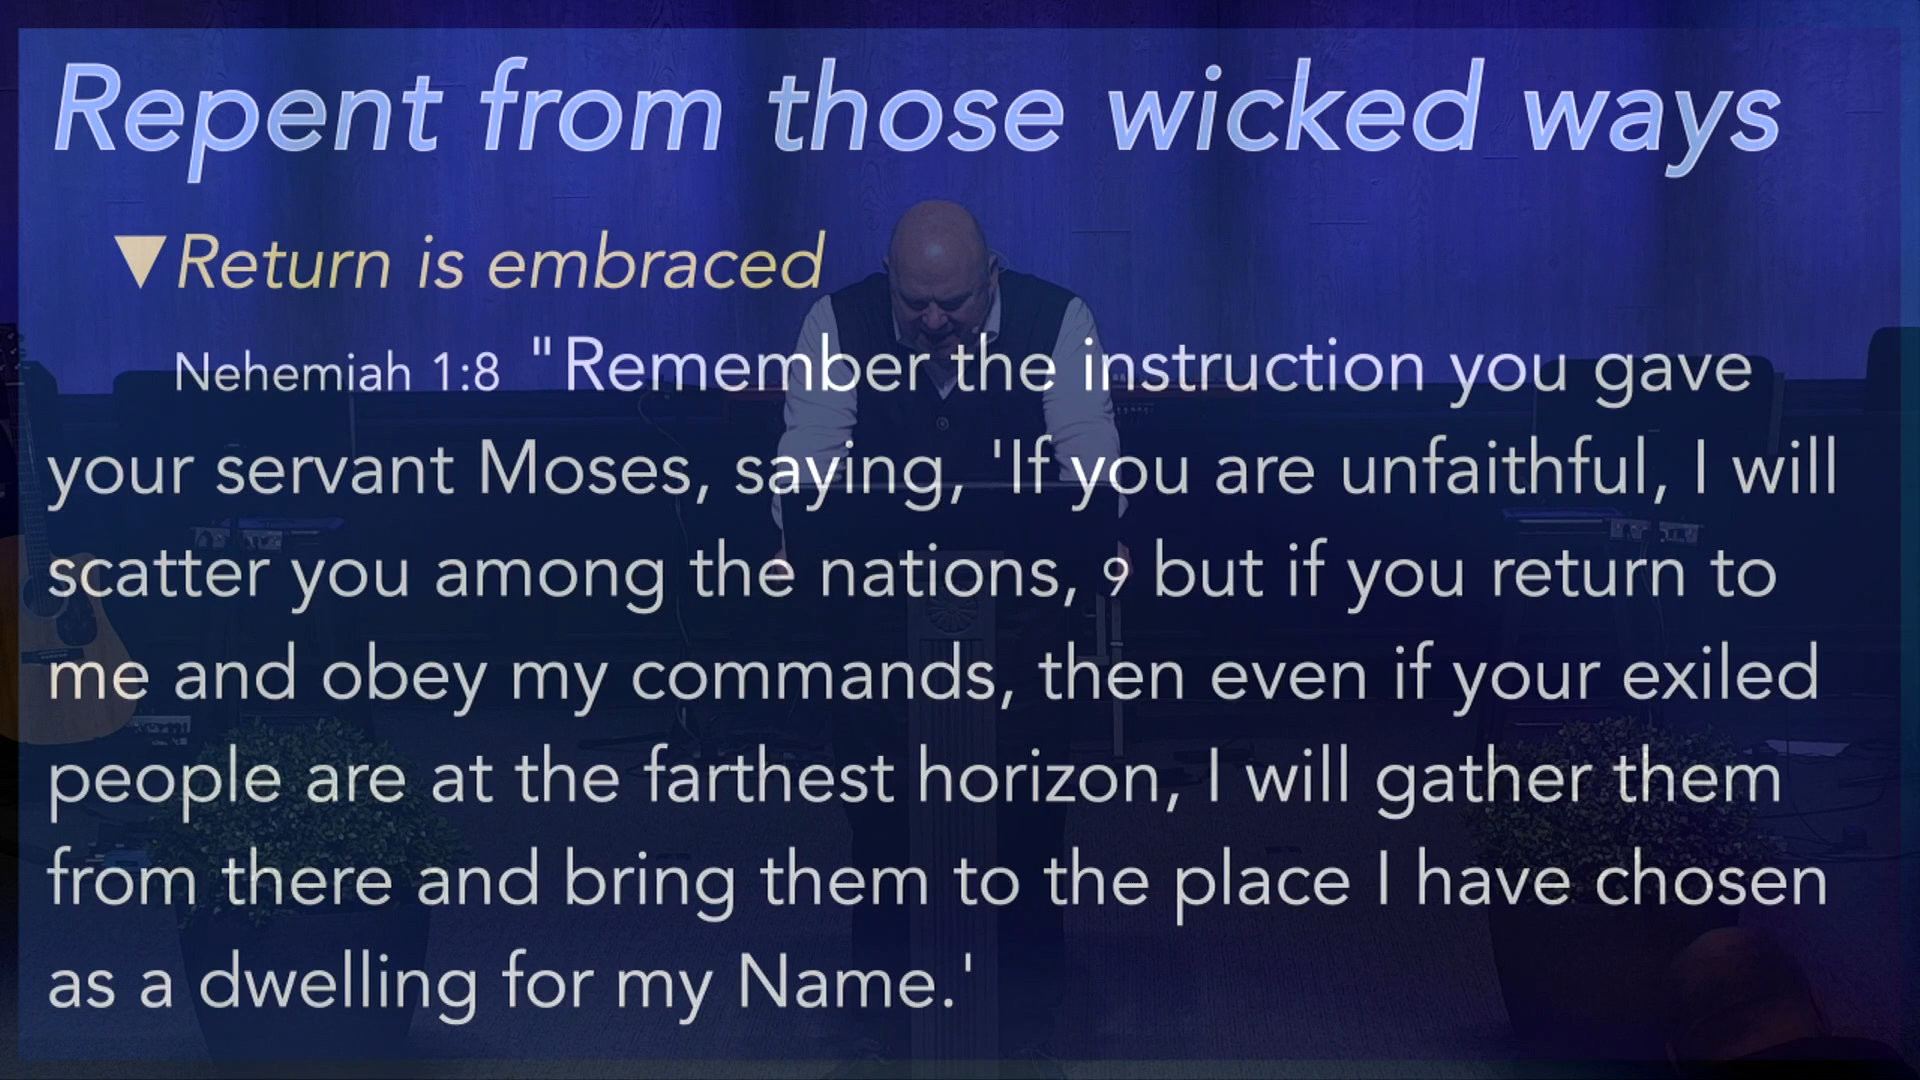 Repent from those wicked ways
▼Return is embraced
Nehemiah 1:8 "Remember the instruction you gave
your servant Moses, saying, 'If you are unfaithful, I will
scatter you among the nations, 9 but if you return to
me and obey my commands, then even if your exiled
people are at the farthest horizon, I will gather them
from there and bring them to the place I have chosen
as a dwelling for my Name.'